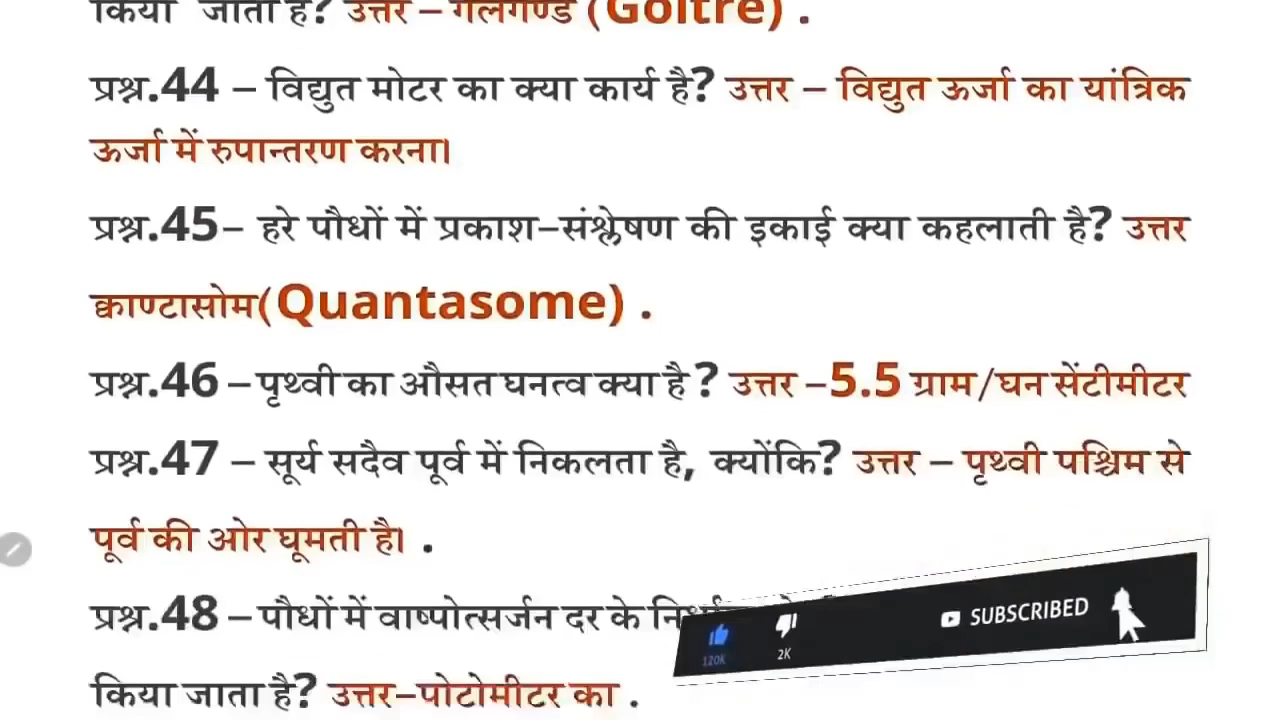 किया जाता है? उत्तर – गलगण्ड (Goitre) .
प्रश्न.44 – विद्युत मोटर का क्या कार्य है? उत्तर – विद्युत ऊर्जा का यांत्रिक
ऊर्जा में रुपान्तरण करना।
प्रश्न.45– हरे पौधों में प्रकाश–संश्लेषण की इकाई क्या कहलाती है? उत्तर
क्वाण्टासोम(Quantasome) .
प्रश्न.46 – पृथ्वी का औसत घनत्व क्या है? उत्तर –5.5 ग्राम/घन सेंटीमीटर
प्रश्न.47 – सूर्य सदैव पूर्व में निकलता है, क्योंकि? उत्तर – पृथ्वी पश्चिम से
पूर्व की ओर घूमती है। .
प्रश्न.48 – पौधों में वाष्पोत्सर्जन दर के
120K 2K SUBSCRIBED
किया जाता है? उत्तर–पोटोमीटर का .